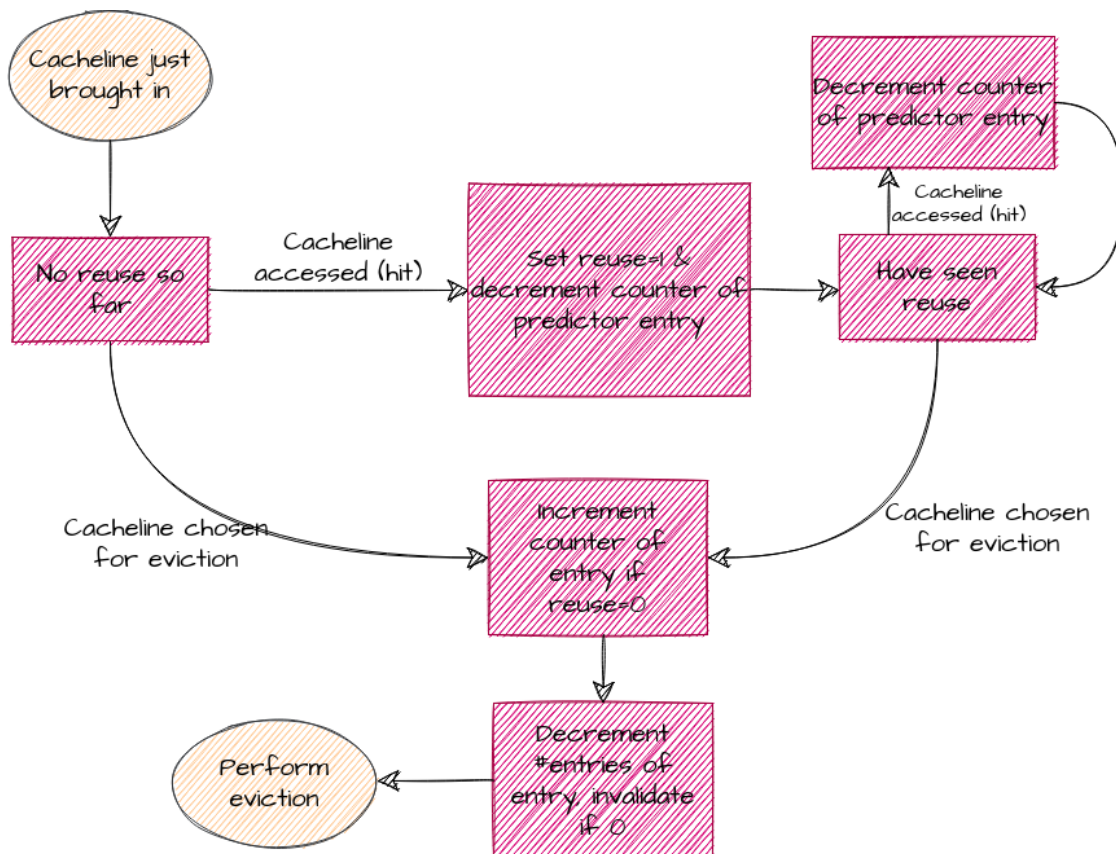 Cacheline just
brought in
Decrement counter
of predictor entry
Cacheline
accessed (hit)
No reuse so
far
Cacheline
accessed (hit)
Set reuse=1 &
decrement counter of
predictor entry
Have seen
reuse
Cacheline chosen
for eviction
Increment
counter of
entry if
reuse=0
Cacheline chosen
for eviction
Decrement
#entries of
entry, invalidate
if 0
Perform
eviction